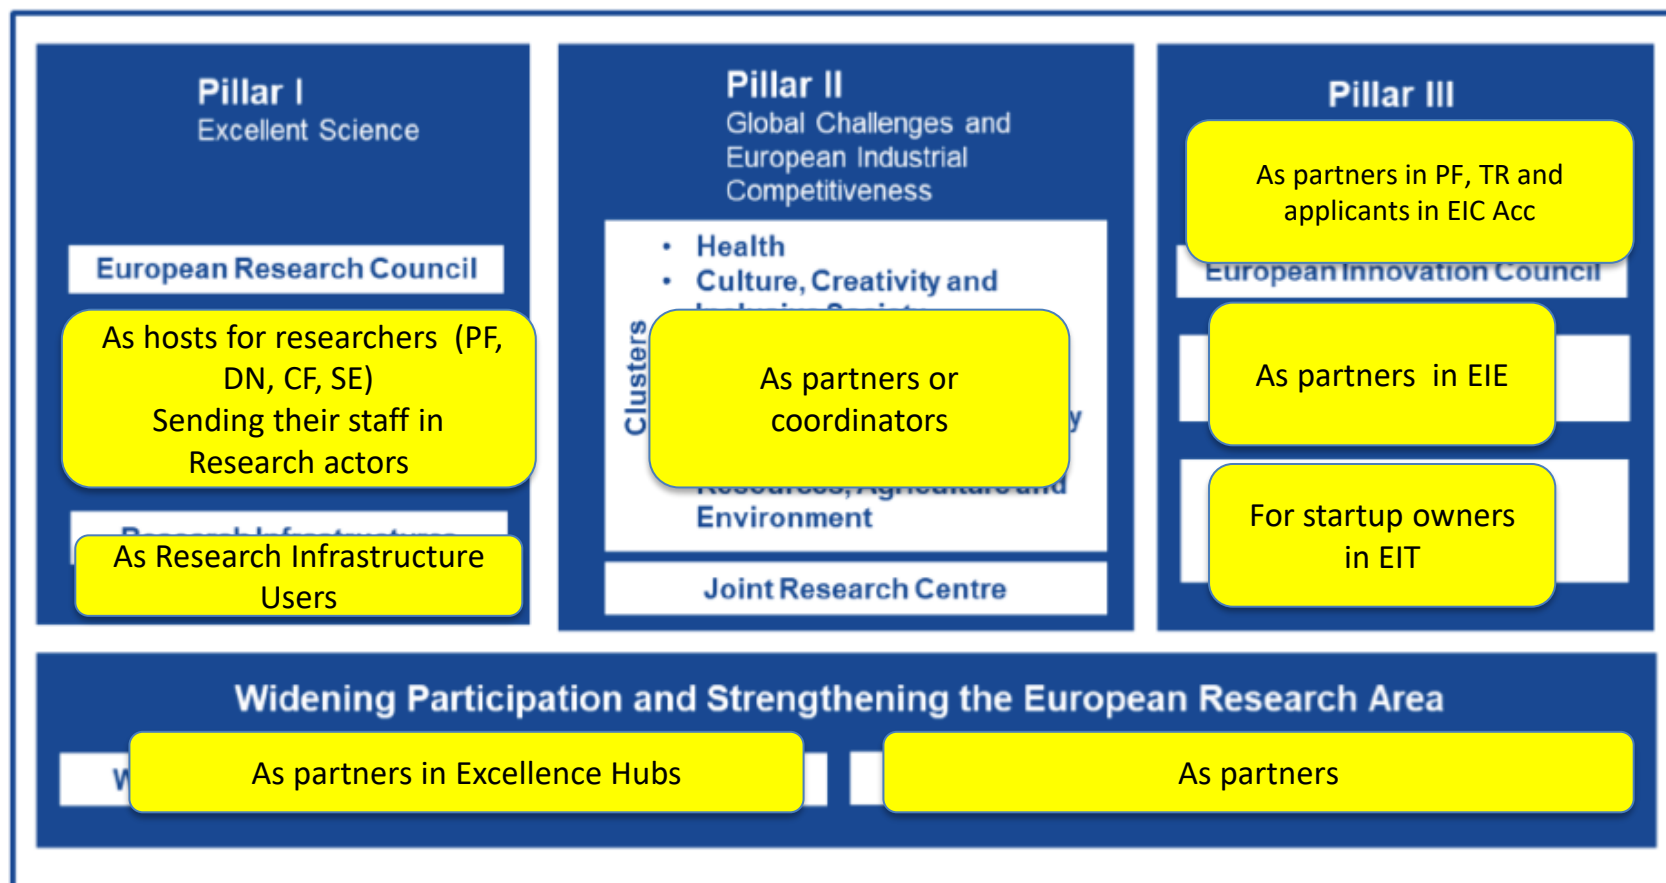 Pillar I
Excellent Science
European Research Council
As hosts for researchers (PF,
DN, CF, SE)
Sending their staff in
Research actors
As Research Infrastructure
Users
Pillar II
Global Challenges and
European Industrial
Competitiveness
Clusters
• Health
• Culture, Creativity and
As partners or
coordinators
Resources, Agriculture and
Environment
Joint Research Centre
Pillar III
As partners in PF, TR and
applicants in EIC Acc
European Innovation Council
As partners in EIE
For startup owners
in EIT
Widening Participation and Strengthening the European Research Area
As partners in Excellence Hubs
As partners